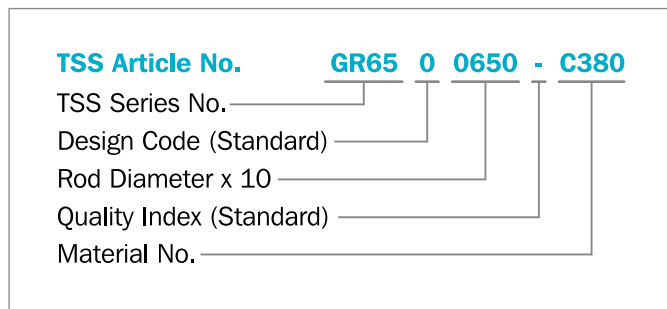 TSS Article No. GR65 0 0650 - C380
TSS Series No.
Design Code (Standard)
Rod Diameter x 10
Quality Index (Standard)
Material No.